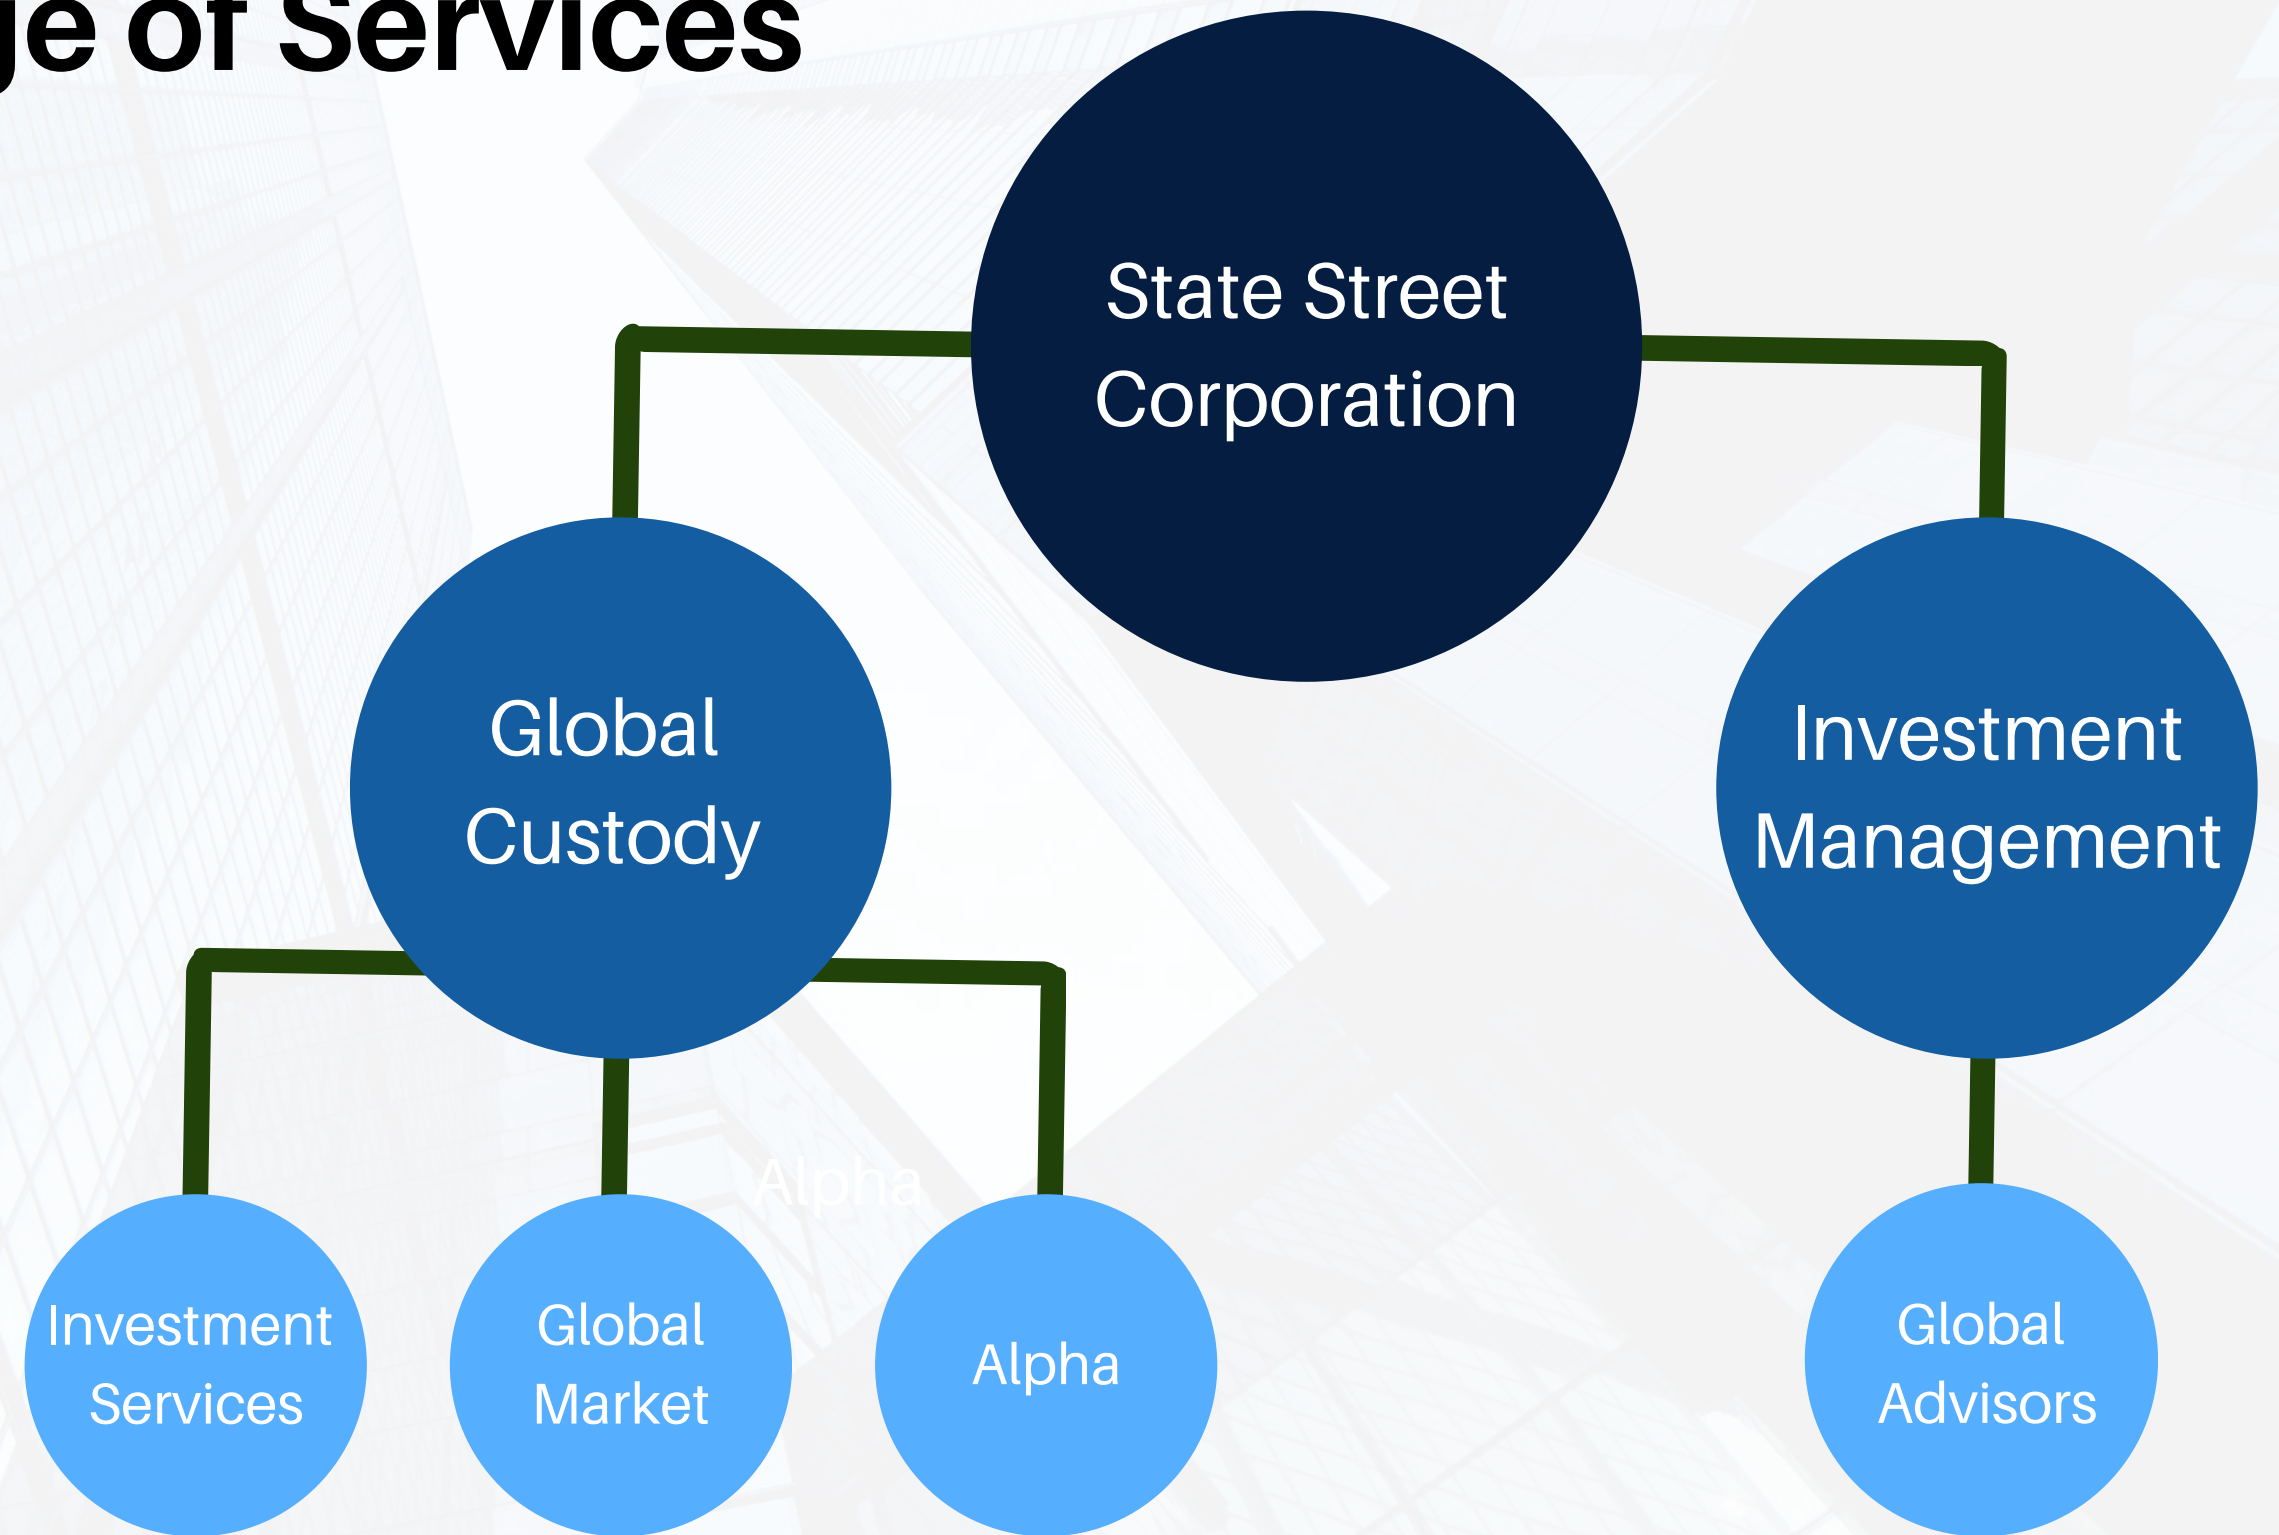 ge of Services
State Street
Corporation
Global
Custody
Investment
Management
Alpha
Investment
Services
Global
Market
Alpha
Global
Advisors